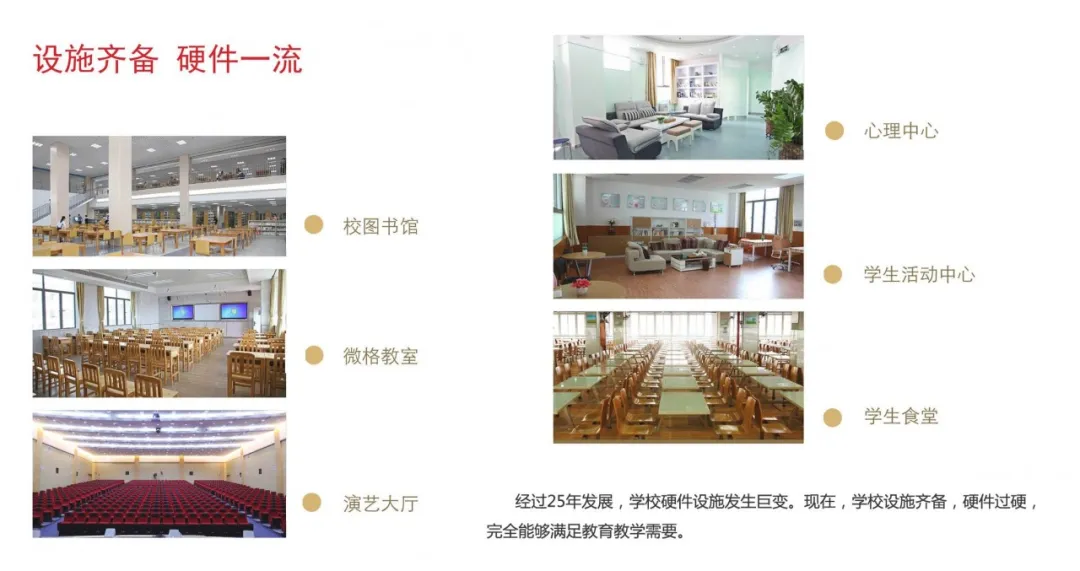 设施齐备 硬件一流
校图书馆
微格教室
演艺大厅
心理中心
学生活动中心
学生食堂
经过25年发展，学校硬件设施发生巨变。现在，学校设施齐备，硬件过硬，
完全能够满足教育教学需要。